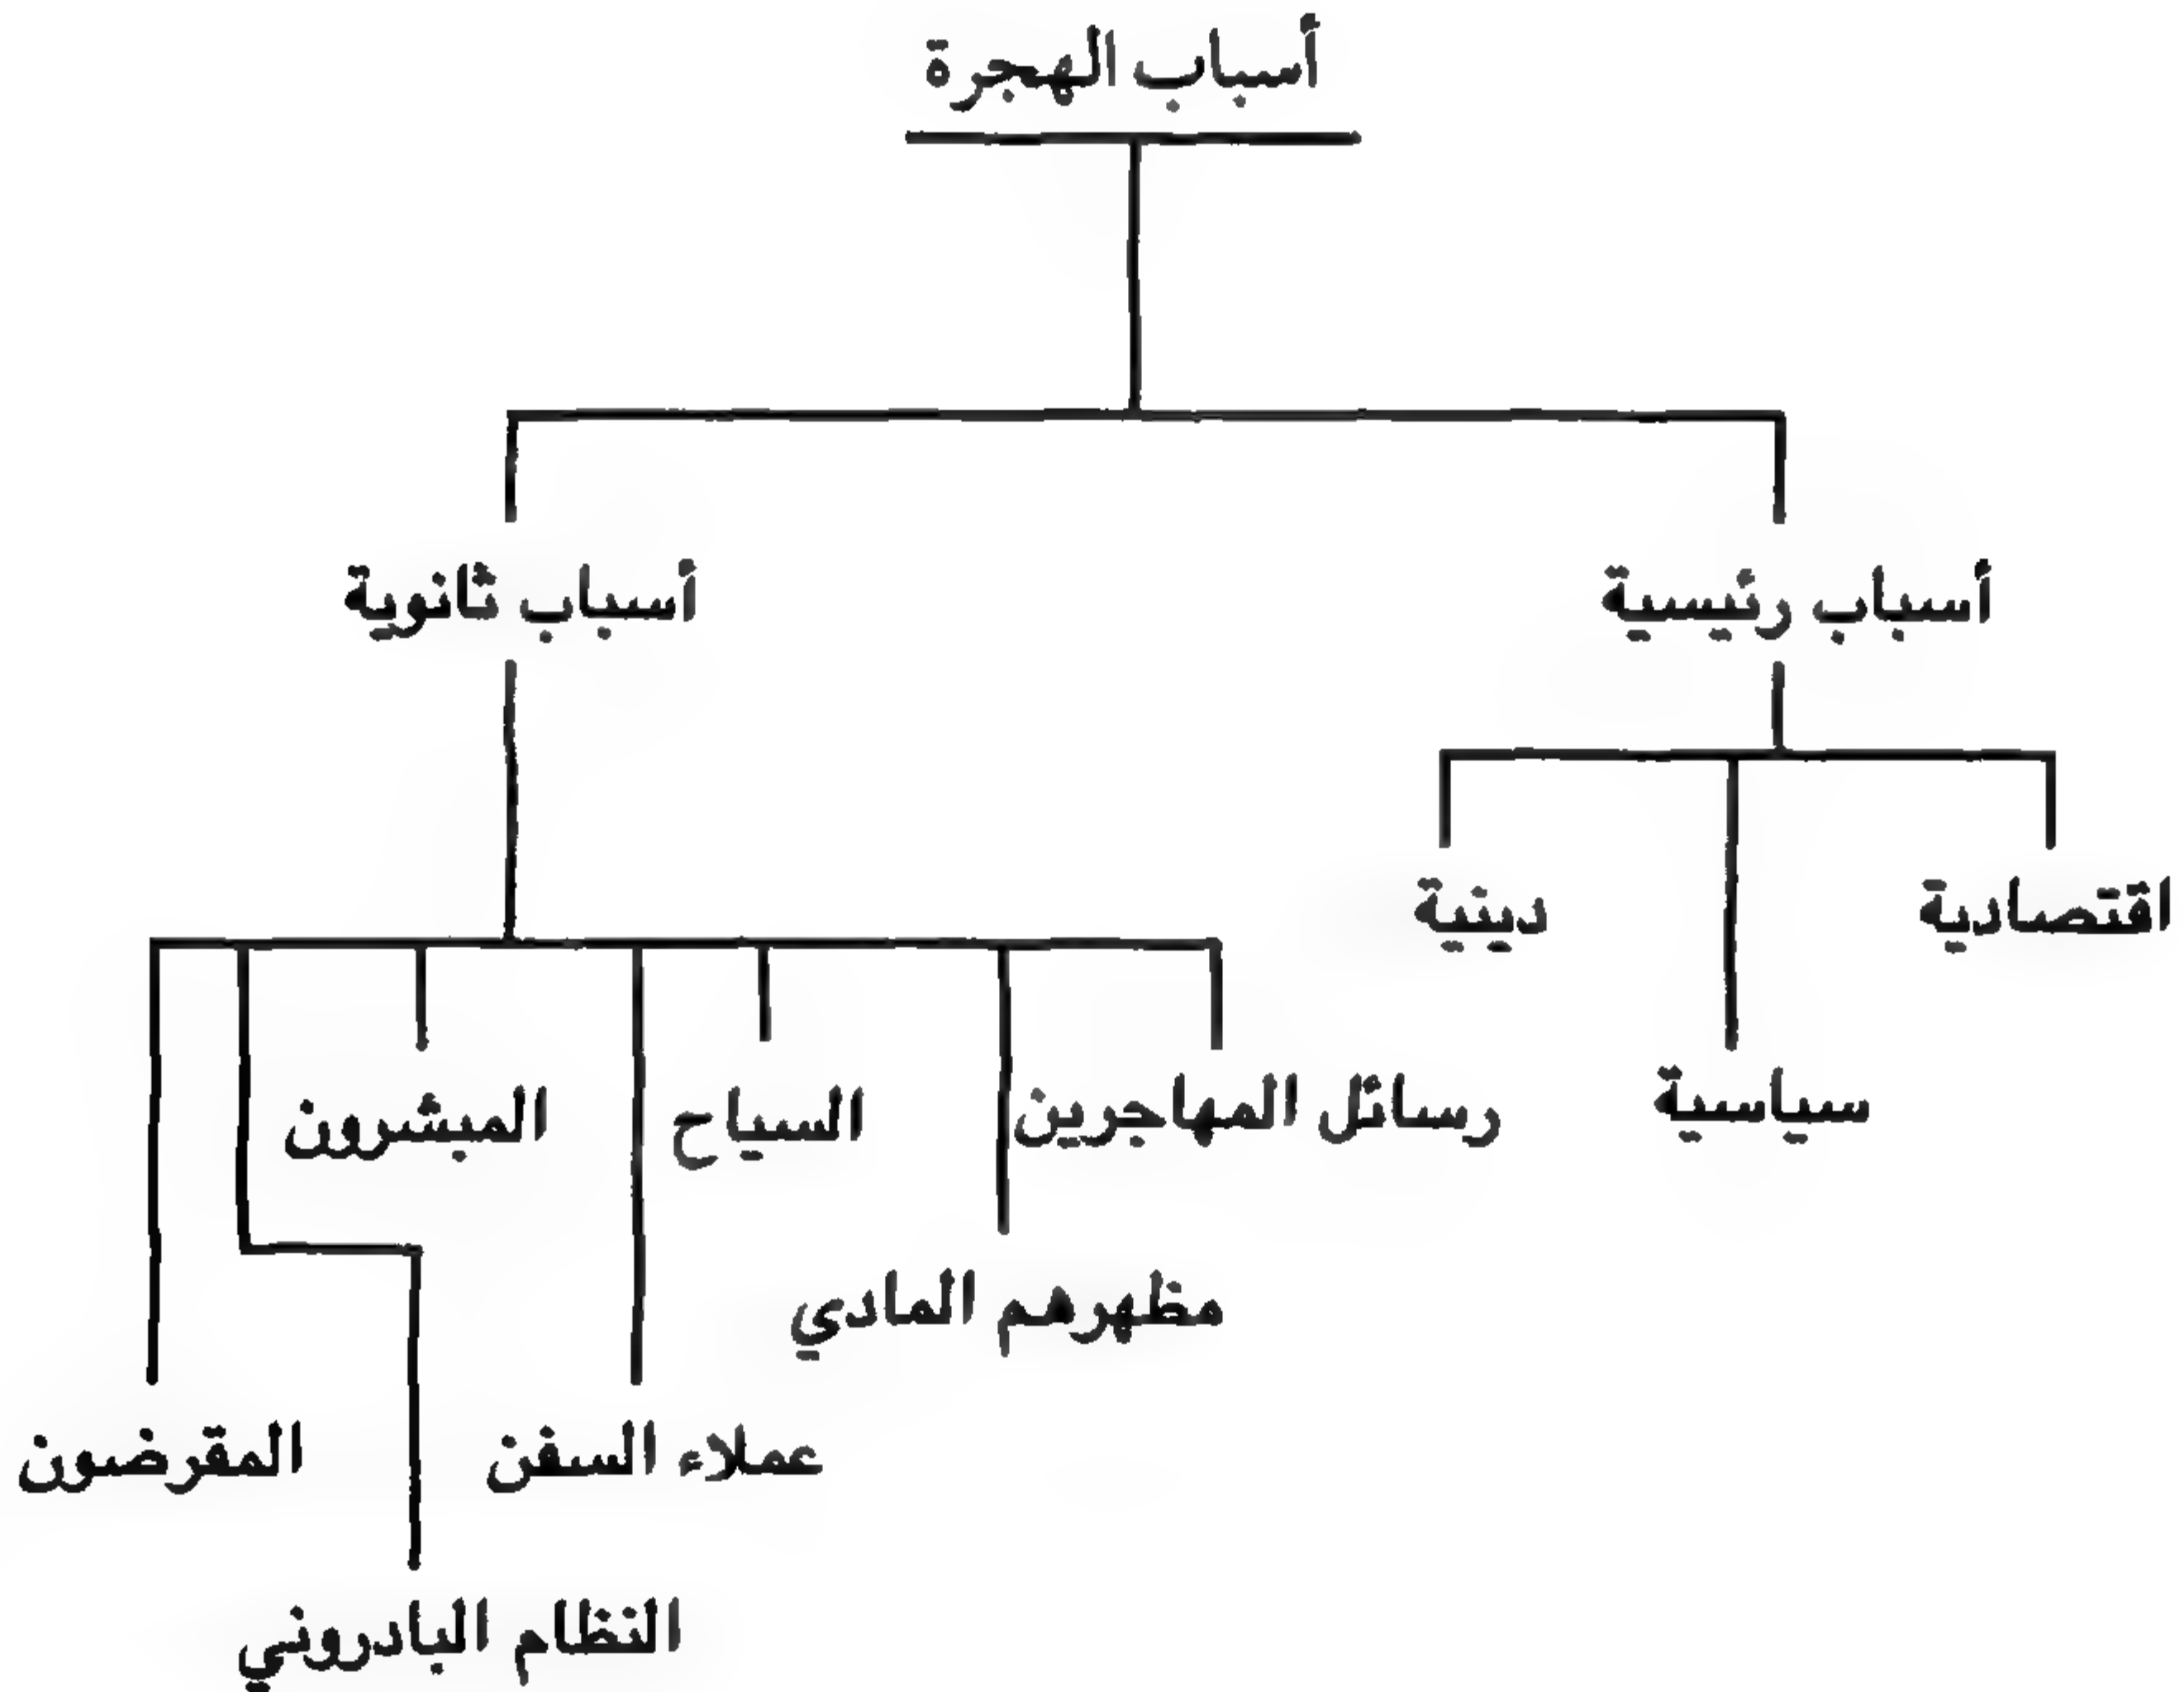 أسباب الهجرة
أسباب رئيسية
أسباب ثانوية
اقتصادية
دينية
سياسية
رسائل المهاجرين
السياح
المبشرون
مظهرهم المادي
عملاء السفن
المقرضون
النظام البادروني